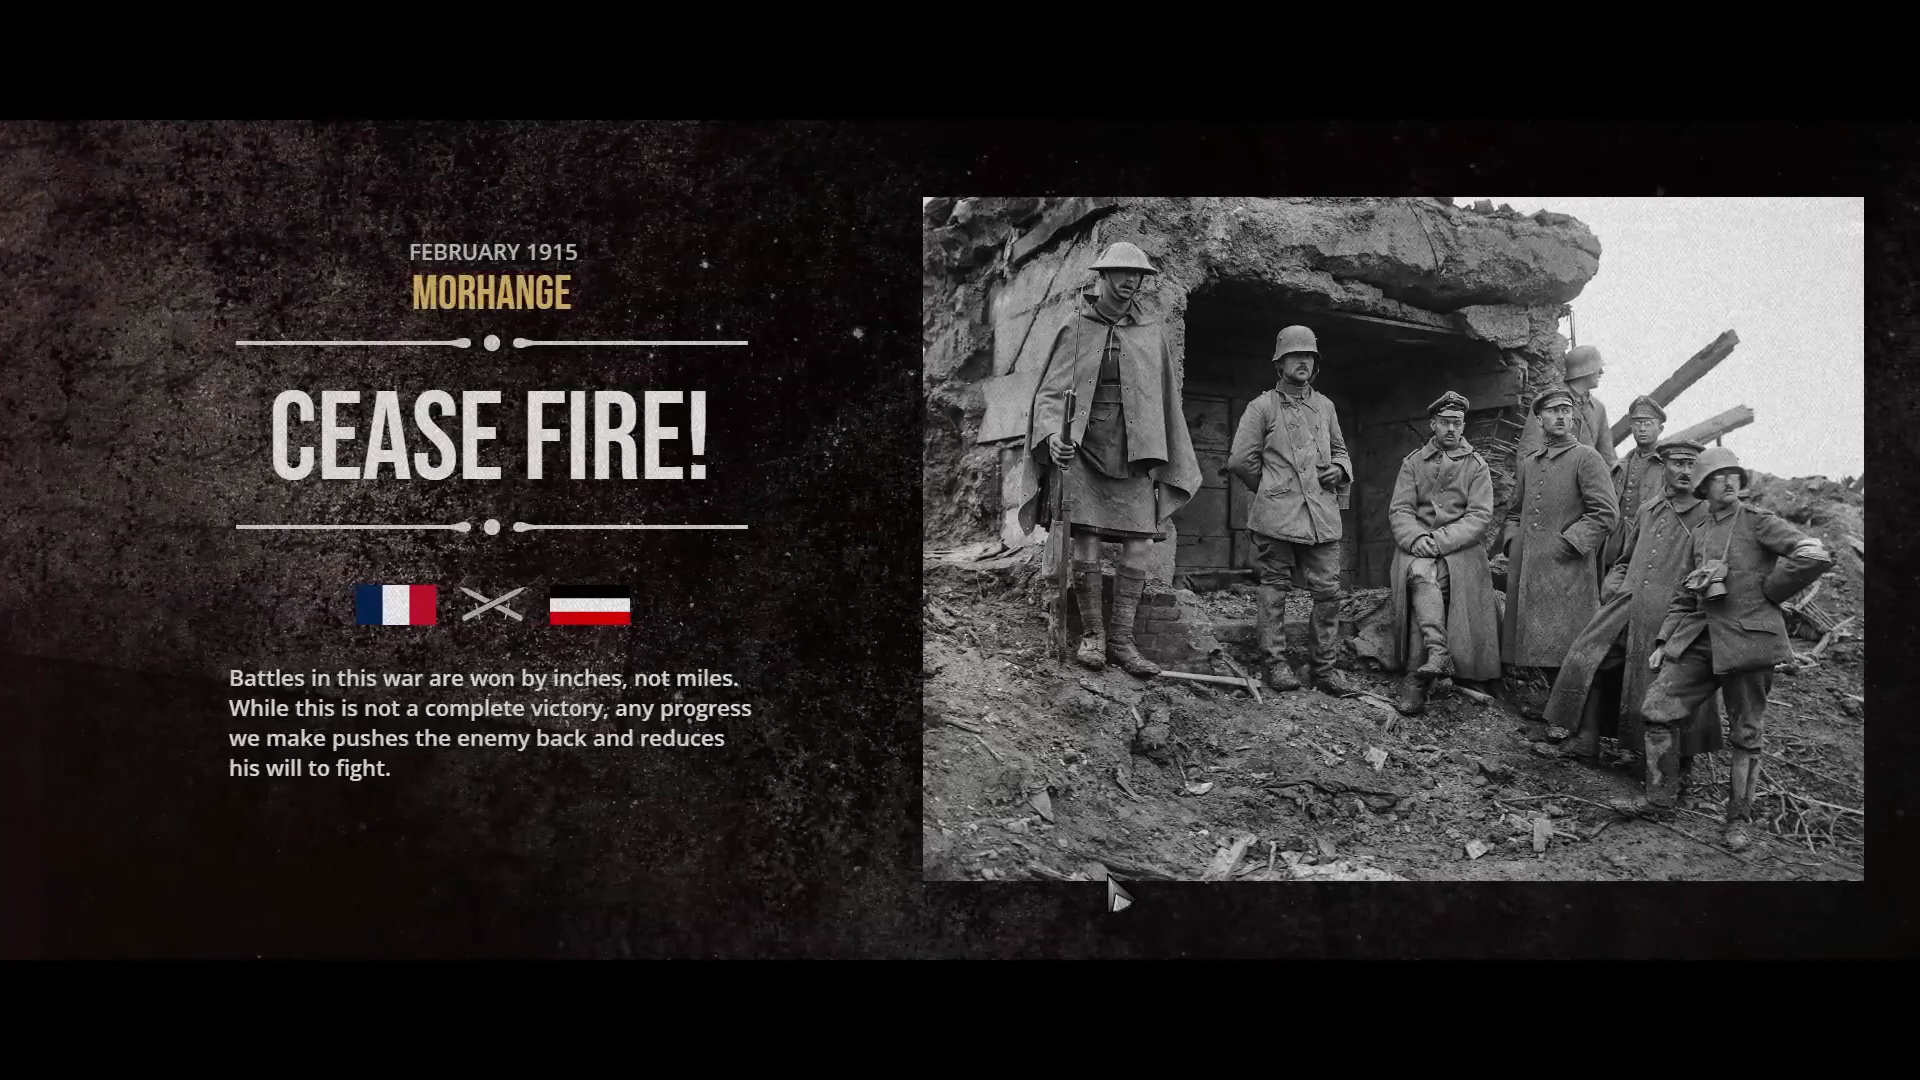 FEBRUARY 1915
MORHANGE
CEASE FIRE!
Battles in this war are won by inches, not miles.
While this is not a complete victory, any progress
we make pushes the enemy back and reduces
his will to fight.